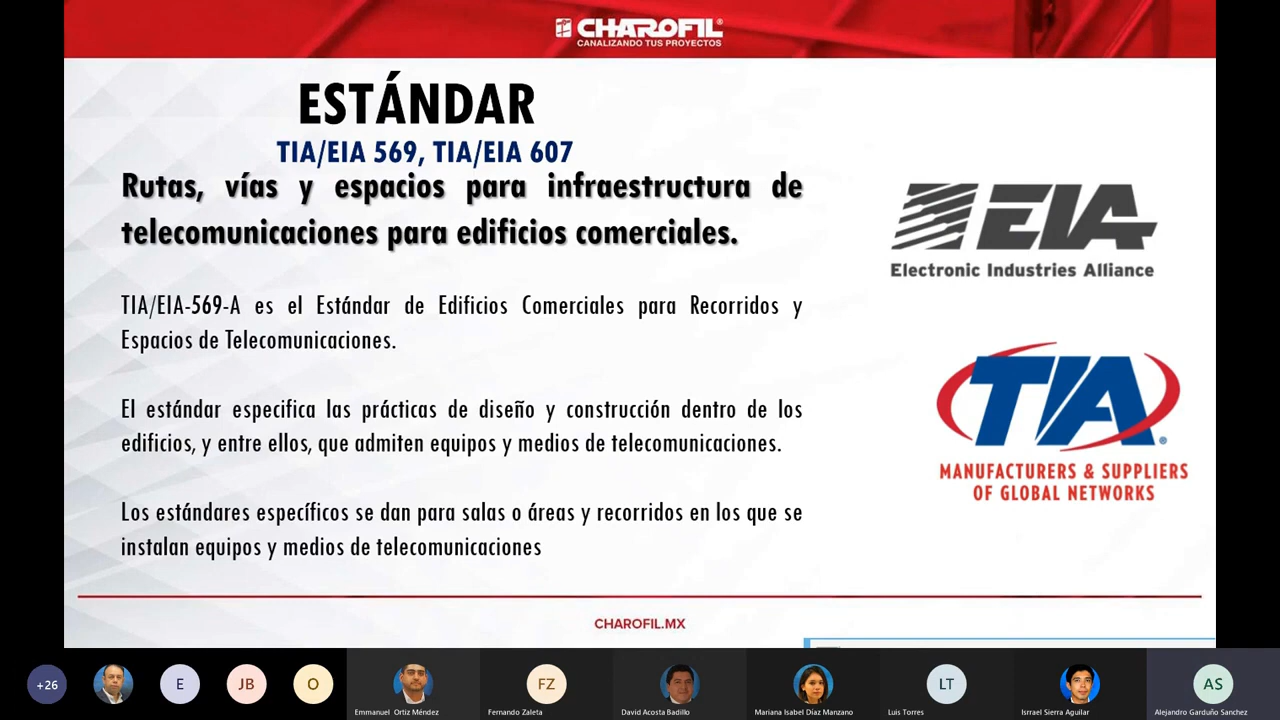 CHAROFIL®
CANALIZANDO TUS PROYECTOS
ESTÁNDAR
TIA/EIA 569, TIA/EIA 607
Rutas, vías y espacios para infraestructura de
telecomunicaciones para edificios comerciales.
TIA/EIA-569-A es el Estándar de Edificios Comerciales para Recorridos y
Espacios de Telecomunicaciones.
El estándar especifica las prácticas de diseño y construcción dentro de los
edificios, y entre ellos, que admiten equipos y medios de telecomunicaciones.
Los estándares específicos se dan para salas o áreas y recorridos en los que se
instalan equipos y medios de telecomunicaciones
EIA
Electronic Industries Alliance
TIA®
MANUFACTURERS & SUPPLIERS
OF GLOBAL NETWORKS
CHAROFIL.MX
+26
E
JB
O
Emmanuel Ortiz Méndez
FZ
Fernando Zaleta
David Acosta Badillo
Mariana Isabel Díaz Manzano
LT
Luis Torres
Isrrael Sierra Aguilar
AS
Alejandro Garduño Sanchez